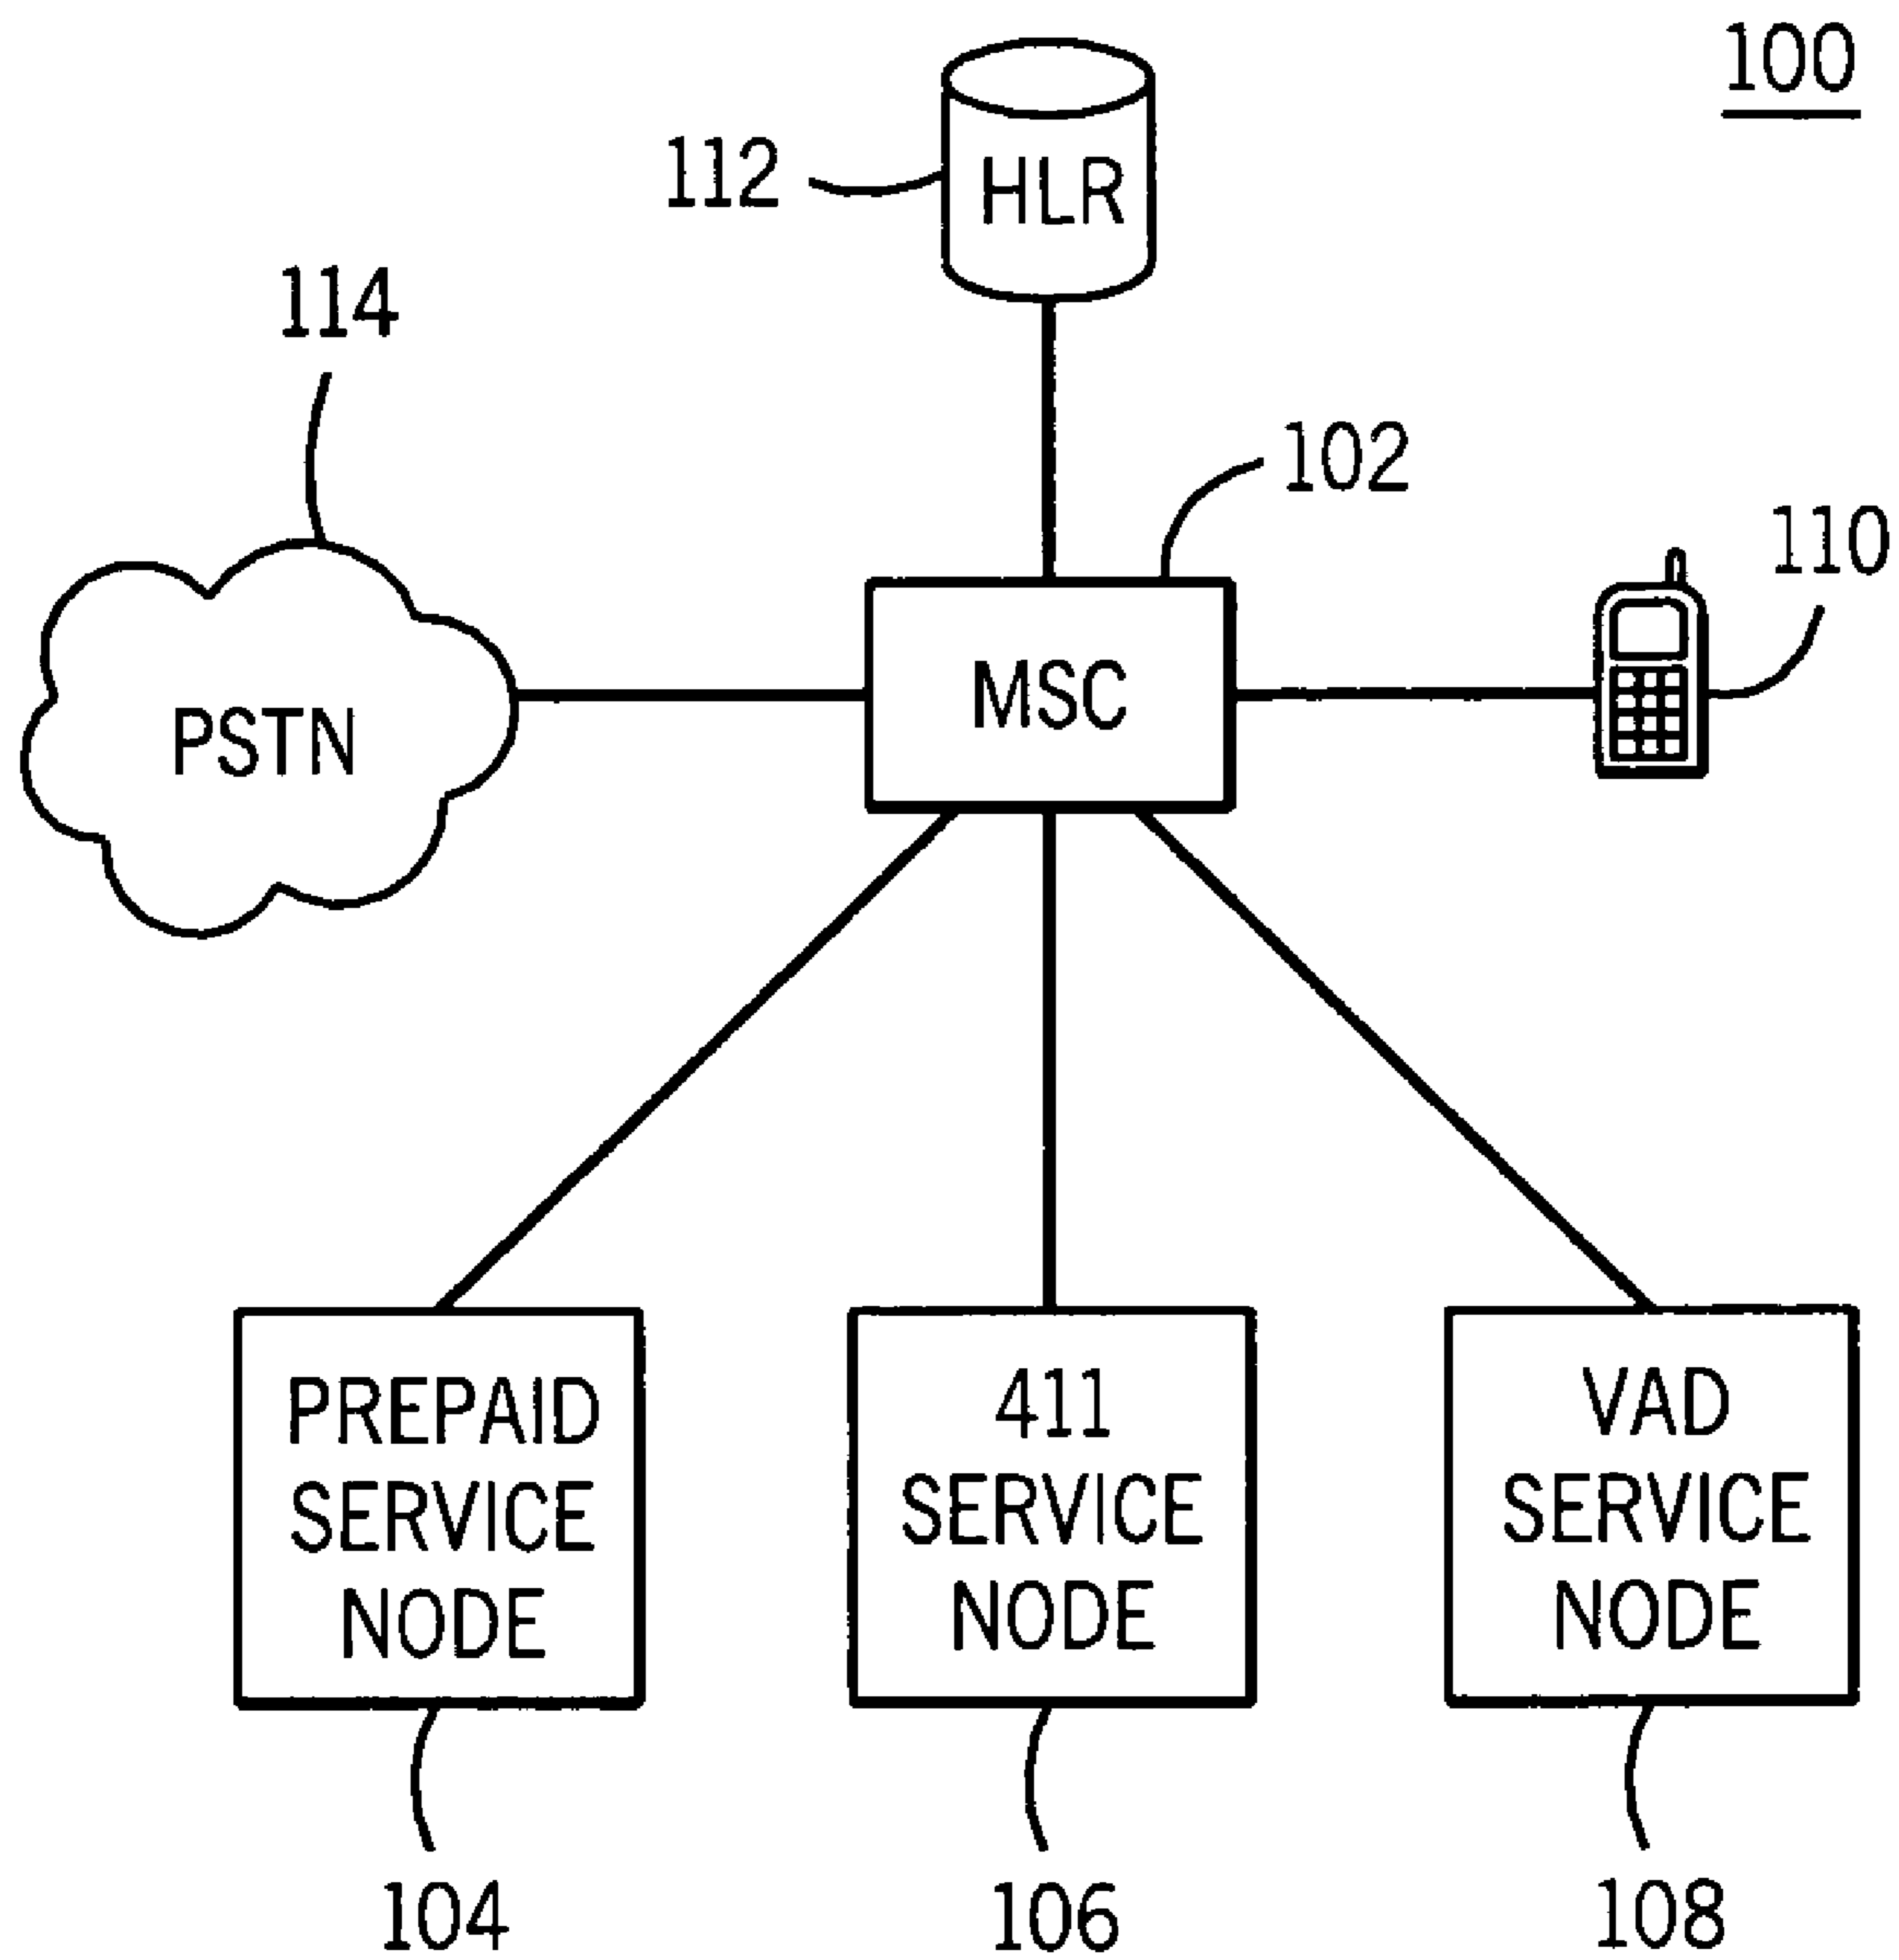 100
112
HLR
114
102
110
MSC
PSTN
PREPAID
SERVICE
NODE
411
SERVICE
NODE
VAD
SERVICE
NODE
104
106
108